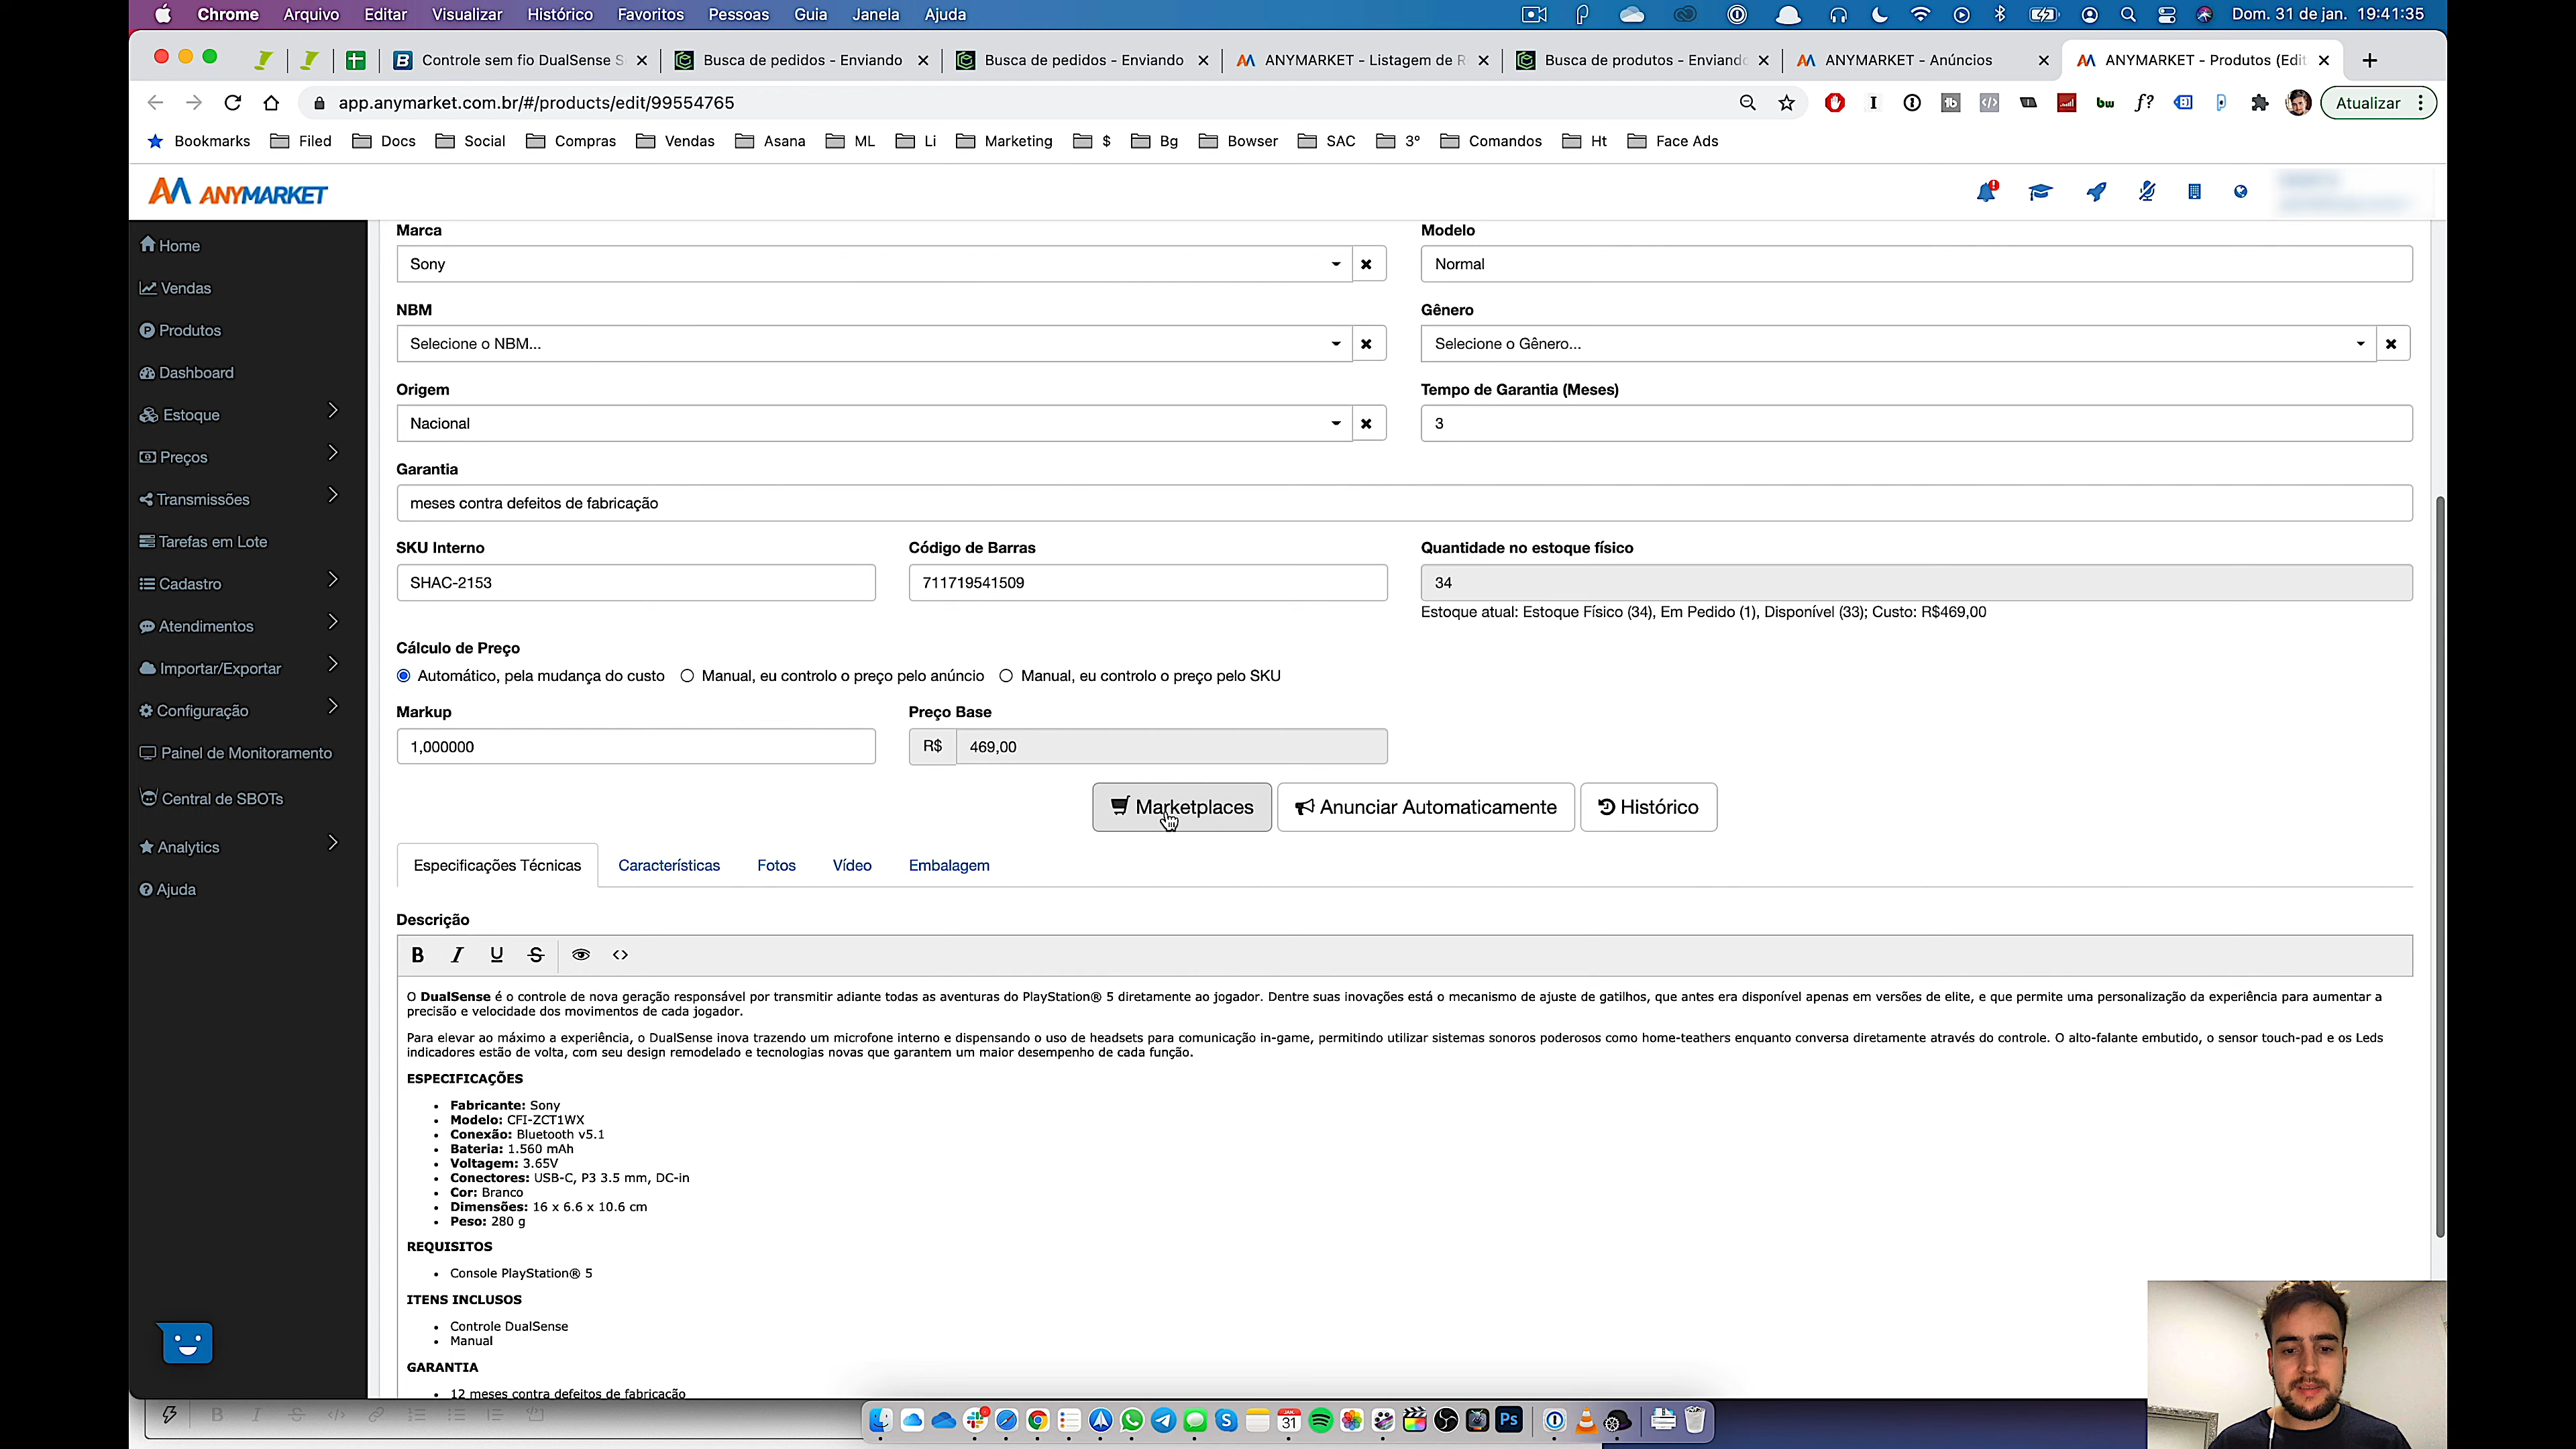 Chrome Arquivo Editar Visualizar Histórico Favoritos Pessoas Guia Janela Ajuda Dom. 31 de jan. 19:41:35
Controle sem fio DualSense S Busca de pedidos - Enviando Busca de pedidos - Enviando ANYMARKET - Listagem de R Busca de produtos - Enviando ANYMARKET - Anúncios ANYMARKET - Produtos (Edit
app.anymarket.com.br/#/products/edit/99554765 Atualizar
Bookmarks Filed Docs Social Compras Vendas Asana ML Li Marketing $ Bg Bowser SAC 3º Comandos Ht Face Ads
ANYMARKET
Home
Vendas
Produtos
Dashboard
Estoque
Preços
Transmissões
Tarefas em Lote
Cadastro
Atendimentos
Importar/Exportar
Configuração
Painel de Monitoramento
Central de SBOTs
Analytics
Ajuda
Marca Modelo
Sony Normal
NBM Gênero
Selecione o NBM... Selecione o Gênero...
Origem Tempo de Garantia (Meses)
Nacional 3
Garantia
meses contra defeitos de fabricação
SKU Interno Código de Barras Quantidade no estoque físico
SHAC-2153 711719541509 34
Estoque atual: Estoque Físico (34), Em Pedido (1), Disponível (33); Custo: R$469,00
Cálculo de Preço
Automático, pela mudança do custo Manual, eu controlo o preço pelo anúncio Manual, eu controlo o preço pelo SKU
Markup Preço Base
1,000000 R$ 469,00
Marketplaces Anunciar Automaticamente Histórico
Especificações Técnicas Características Fotos Vídeo Embalagem
Descrição
B I U S <>
O DualSense é o controle de nova geração responsável por transmitir adiante todas as aventuras do PlayStation® 5 diretamente ao jogador. Dentre suas inovações está o mecanismo de ajuste de gatilhos, que antes era disponível apenas em versões de elite, e que permite uma personalização da experiência para aumentar a
precisão e velocidade dos movimentos de cada jogador.
Para elevar ao máximo a experiência, o DualSense inova trazendo um microfone interno e dispensando o uso de headsets para comunicação in-game, permitindo utilizar sistemas sonoros poderosos como home-teathers enquanto conversa diretamente através do controle. O alto-falante embutido, o sensor touch-pad e os Leds
indicadores estão de volta, com seu design remodelado e tecnologias novas que garantem um maior desempenho de cada função.
ESPECIFICAÇÕES
• Fabricante: Sony
• Modelo: CFI-ZCT1WX
• Conexão: Bluetooth v5.1
• Bateria: 1.560 mAh
• Voltagem: 3.65V
• Conectores: USB-C, P3 3.5 mm, DC-in
• Cor: Branco
• Dimensões: 16 x 6.6 x 10.6 cm
• Peso: 280 g
REQUISITOS
• Console PlayStation® 5
ITENS INCLUSOS
• Controle DualSense
• Manual
GARANTIA
• 12 meses contra defeitos de fabricação